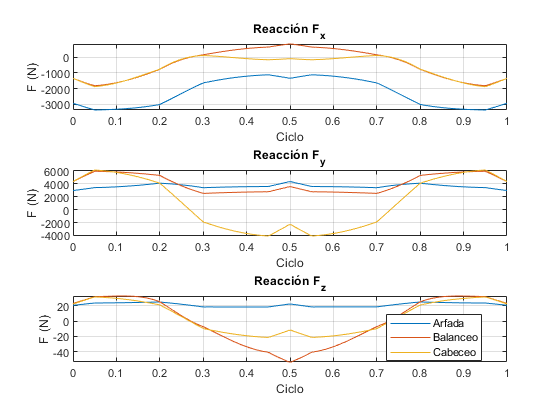 Reacción Fx
F (N)
0
-1000
-2000
-3000
0 0.1 0.2 0.3 0.4 0.5 0.6 0.7 0.8 0.9 1
Ciclo
Reacción Fy
F (N)
6000
4000
2000
0
-2000
-4000
0 0.1 0.2 0.3 0.4 0.5 0.6 0.7 0.8 0.9 1
Ciclo
Reacción Fz
F (N)
20
0
-20
-40
Arfada
Balanceo
Cabeceo
0 0.1 0.2 0.3 0.4 0.5 0.6 0.7 0.8 0.9 1
Ciclo